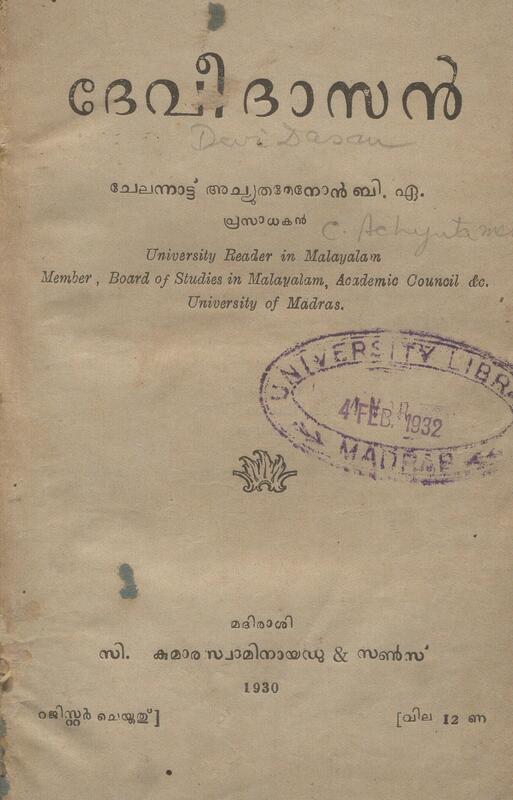 ദേവീദാസൻ
Devi Dasan
ചേലന്നാട്ട് അച്യുതമേനോൻ ബി. ഏ.
പ്രസാധകൻ
C. Achyuta
University Reader in Malayalam
Member, Board of Studies in Malayalam, Academic Council &c.
University of Madras.
UNIVERSITY LIBRA
4 FEB. 1932
MADRAS
മദിരാശി
സി. കുമാരസ്വാമിനായഡു & സൺസ്
1930
റജിസ്റ്റർ ചെയ്തത്] [വില 12 ണ